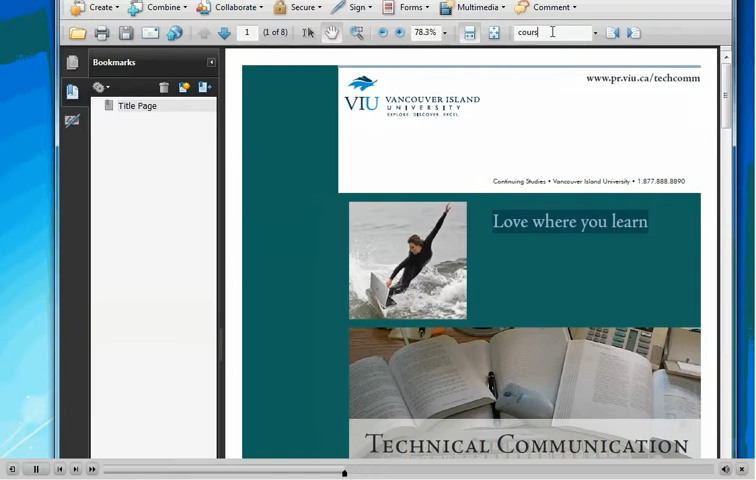 Create Combine Collaborate Secure Sign Forms Multimedia Comment
1 (1 of 8) 78.3% cours
Bookmarks
Title Page
www.pr.viu.ca/techcomm
VIU VANCOUVER ISLAND
UNIVERSITY
EXPLORE. DISCOVER. EXCEL.
Continuing Studies • Vancouver Island University • 1.877.888.8890
Love where you learn
TECHNICAL COMMUNICATION